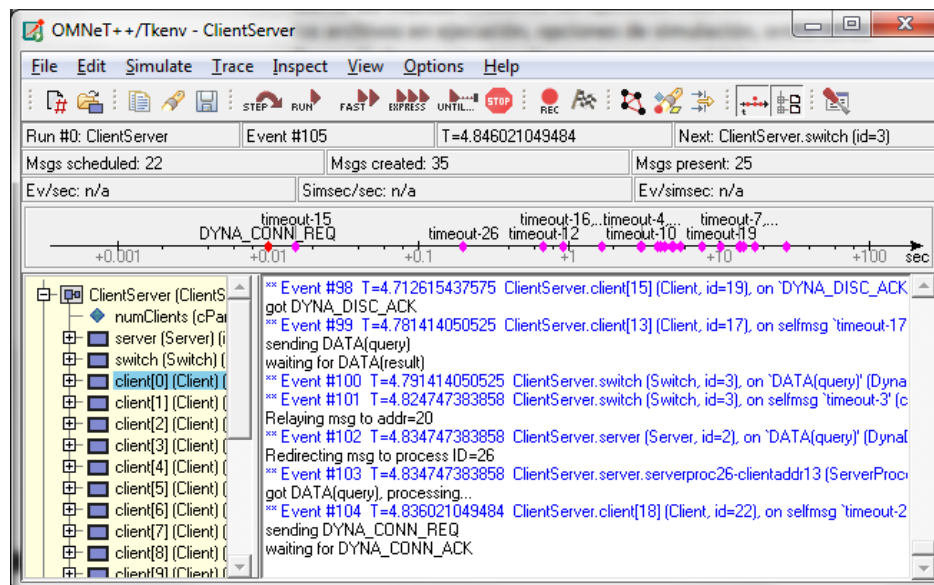 OMNeT++/Tkenv - ClientServer
File Edit Simulate Trace Inspect View Options Help
STEP RUN FAST EXPRESS UNTIL... STOP REC
Run #0: ClientServer Event #105 T=4.846021049484 Next: ClientServer.switch (id=3)
Msgs scheduled: 22 Msgs created: 35 Msgs present: 25
Ev/sec: n/a Simsec/sec: n/a Ev/simsec: n/a
timeout-15 timeout-16,...timeout-4,... timeout-7,...
DYNA_CONN_REQ timeout-26 timeout-12 timeout-10 timeout-19
+0.001 +0.01 +0.1 +1 +10 +100 sec
ClientServer (ClientS
numClients (cPar
server (Server) (i
switch (Switch) (
client[0] (Client) (
client[1] (Client) (
client[2] (Client) (
client[3] (Client) (
client[4] (Client) (
client[5] (Client) (
client[6] (Client) (
client[7] (Client) (
client[8] (Client) (
client[9] (Client) (
** Event #98 T=4.712615437575 ClientServer.client[15] (Client, id=19), on `DYNA_DISC_ACK
got DYNA_DISC_ACK
** Event #99 T=4.781414050525 ClientServer.client[13] (Client, id=17), on selfmsg `timeout-17
sending DATA(query)
waiting for DATA(result)
** Event #100 T=4.791414050525 ClientServer.switch (Switch, id=3), on `DATA(query)' (Dyna
** Event #101 T=4.824747383858 ClientServer.switch (Switch, id=3), on selfmsg `timeout-3' (c
Relaying msg to addr=20
** Event #102 T=4.834747383858 ClientServer.server (Server, id=2), on `DATA(query)' (DynaD
Redirecting msg to process ID=26
** Event #103 T=4.834747383858 ClientServer.server.serverproc26-clientaddr13 (ServerProc
got DATA(query), processing...
** Event #104 T=4.836021049484 ClientServer.client[18] (Client, id=22), on selfmsg `timeout-2
sending DYNA_CONN_REQ
waiting for DYNA_CONN_ACK